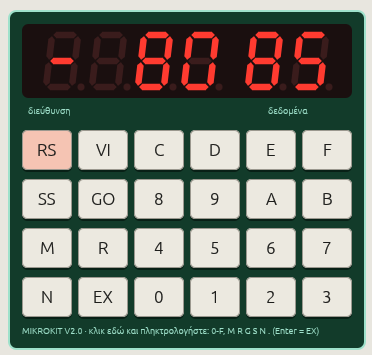 - 80 85
διεύθυνση δεδομένα
RS VI C D E F
SS GO 8 9 A B
M R 4 5 6 7
N EX 0 1 2 3
MIKROKIT V2.0 · κλικ εδώ και πληκτρολογήστε: 0-F, M R G S N . (Enter = EX)